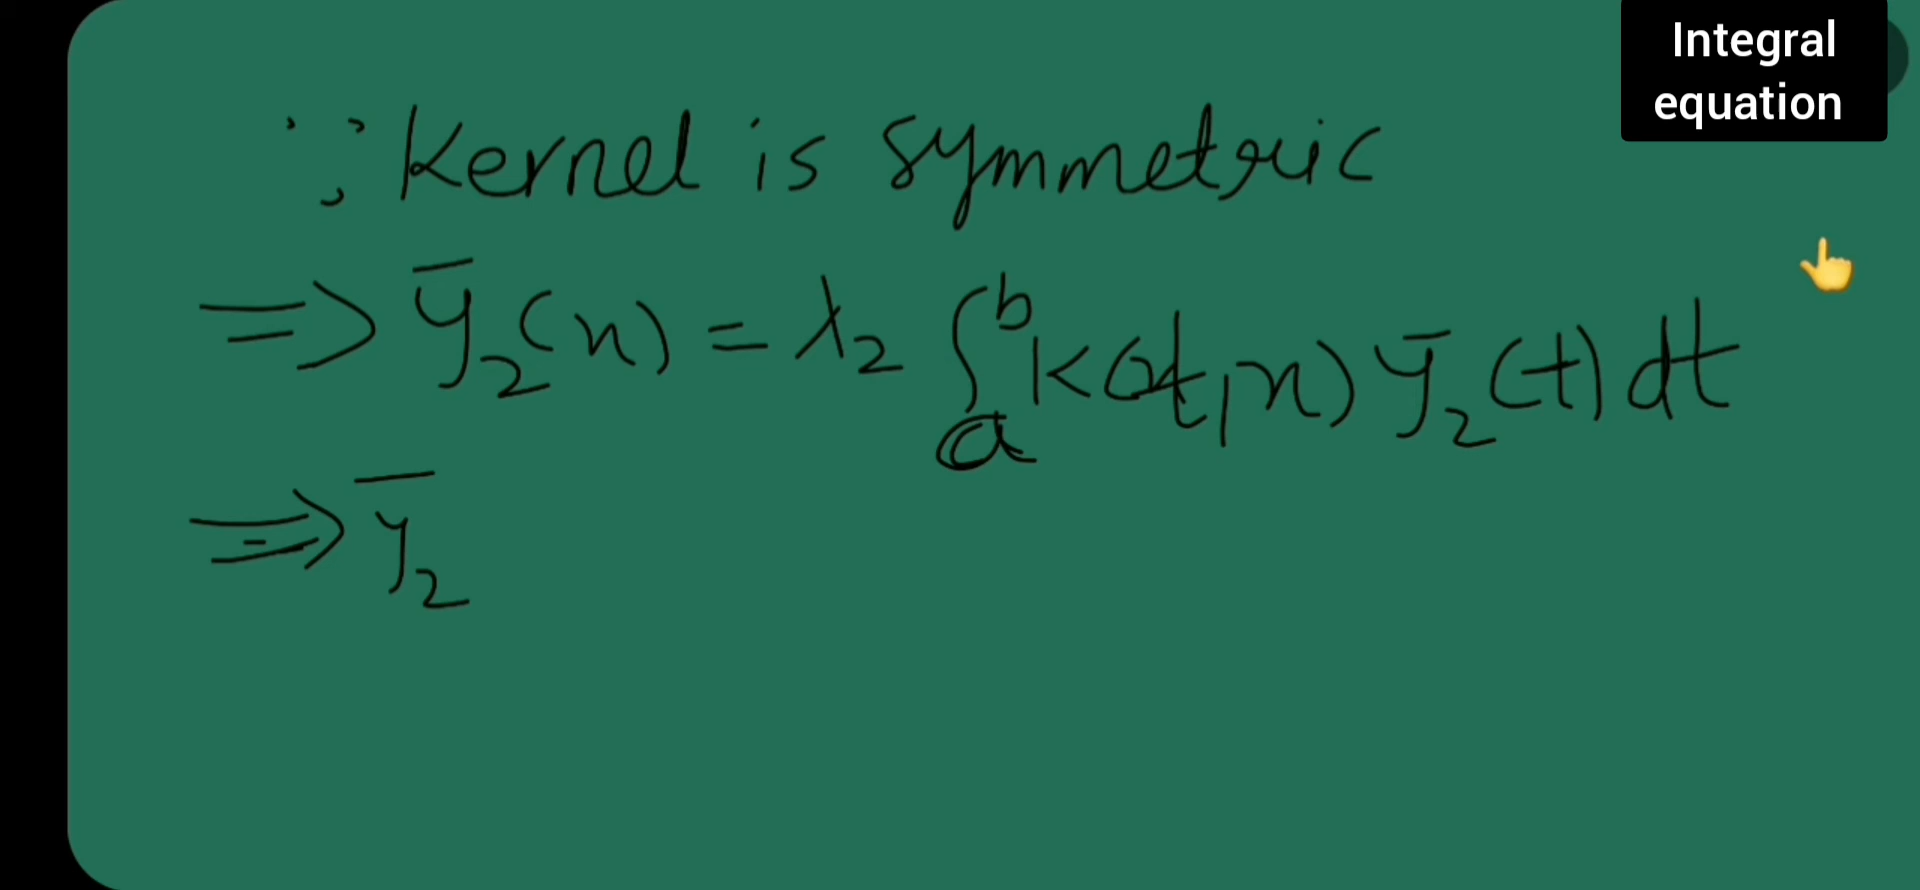 Integral
equation
∵ Kernel is symmetric
⇒ ȳ₂(x) = λ₂ ∫ₐᵇ K(t,x) ȳ₂(t) dt
⇒ ȳ₂